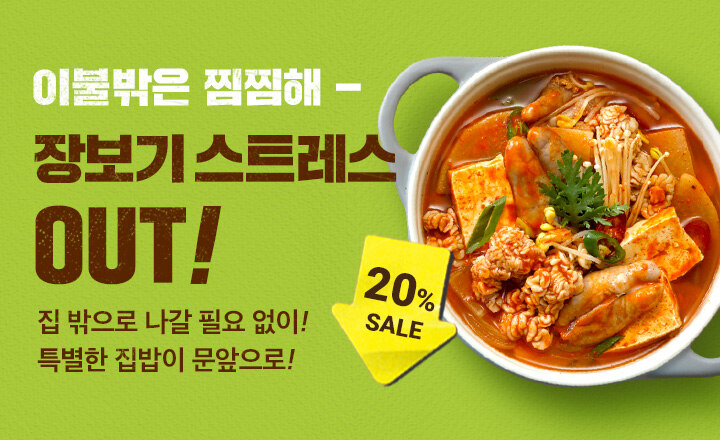 이불밖은 찜찜해 –
장보기 스트레스
OUT!
집 밖으로 나갈 필요 없이!
특별한 집밥이 문앞으로!
20%
SALE